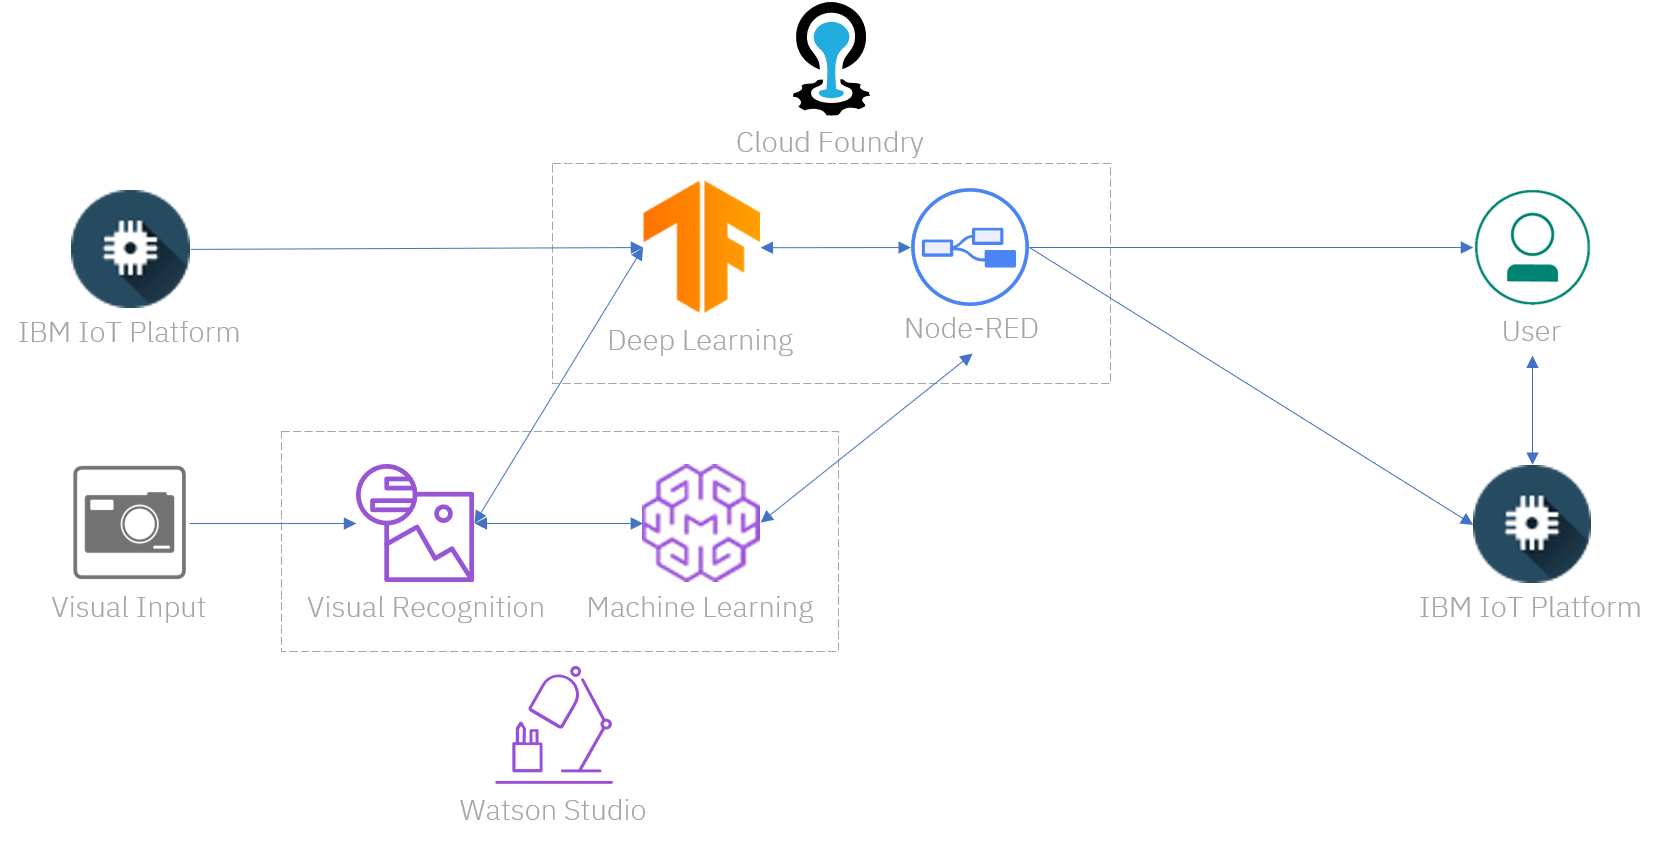 Cloud Foundry
IBM IoT Platform
Deep Learning
Node-RED
User
Visual Input
Visual Recognition
Machine Learning
IBM IoT Platform
Watson Studio